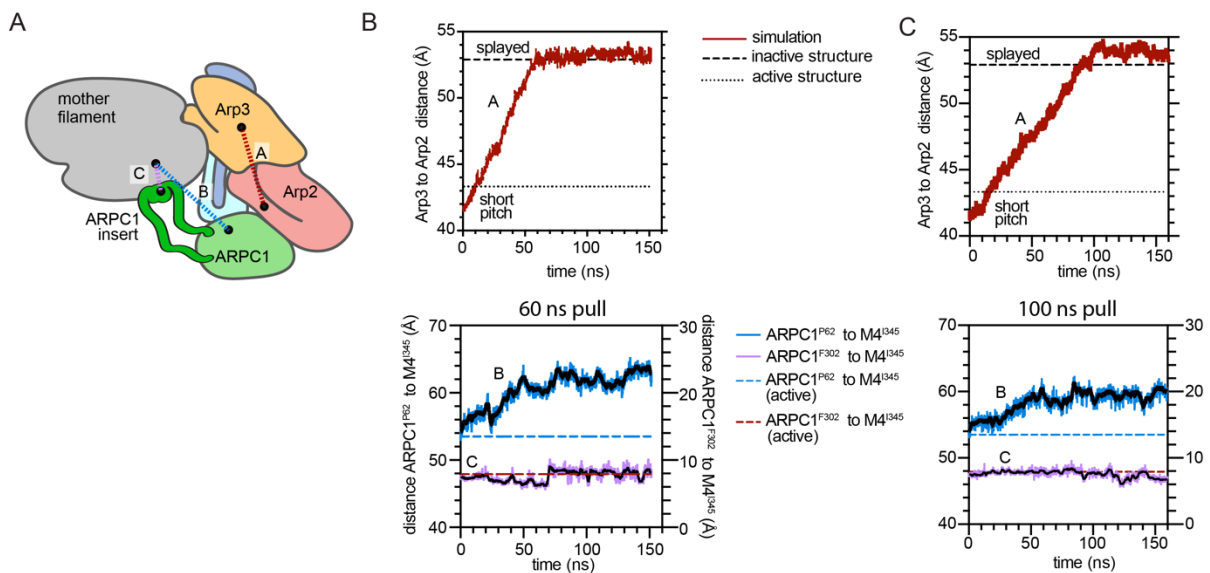 A
mother
filament
Arp3
A
C
B
Arp2
ARPC1
insert
ARPC1
B
Arp3 to Arp2 distance (Å)
55
50
45
40
splayed
A
short
pitch
0
50
100
150
time (ns)
simulation
inactive structure
active structure
C
Arp3 to Arp2 distance (Å)
55
50
45
40
splayed
A
short
pitch
0
50
100
150
time (ns)
60 ns pull
distance ARPC1P62 to M4I345 (Å)
70
60
50
40
B
C
30
20
10
0
distance ARPC1F302 to M4I345 (Å)
0
50
100
150
time (ns)
ARPC1P62 to M4I345
ARPC1F302 to M4I345
ARPC1P62 to M4I345
(active)
ARPC1F302 to M4I345
(active)
100 ns pull
70
60
50
40
B
C
30
20
10
0
0
50
100
150
time (ns)